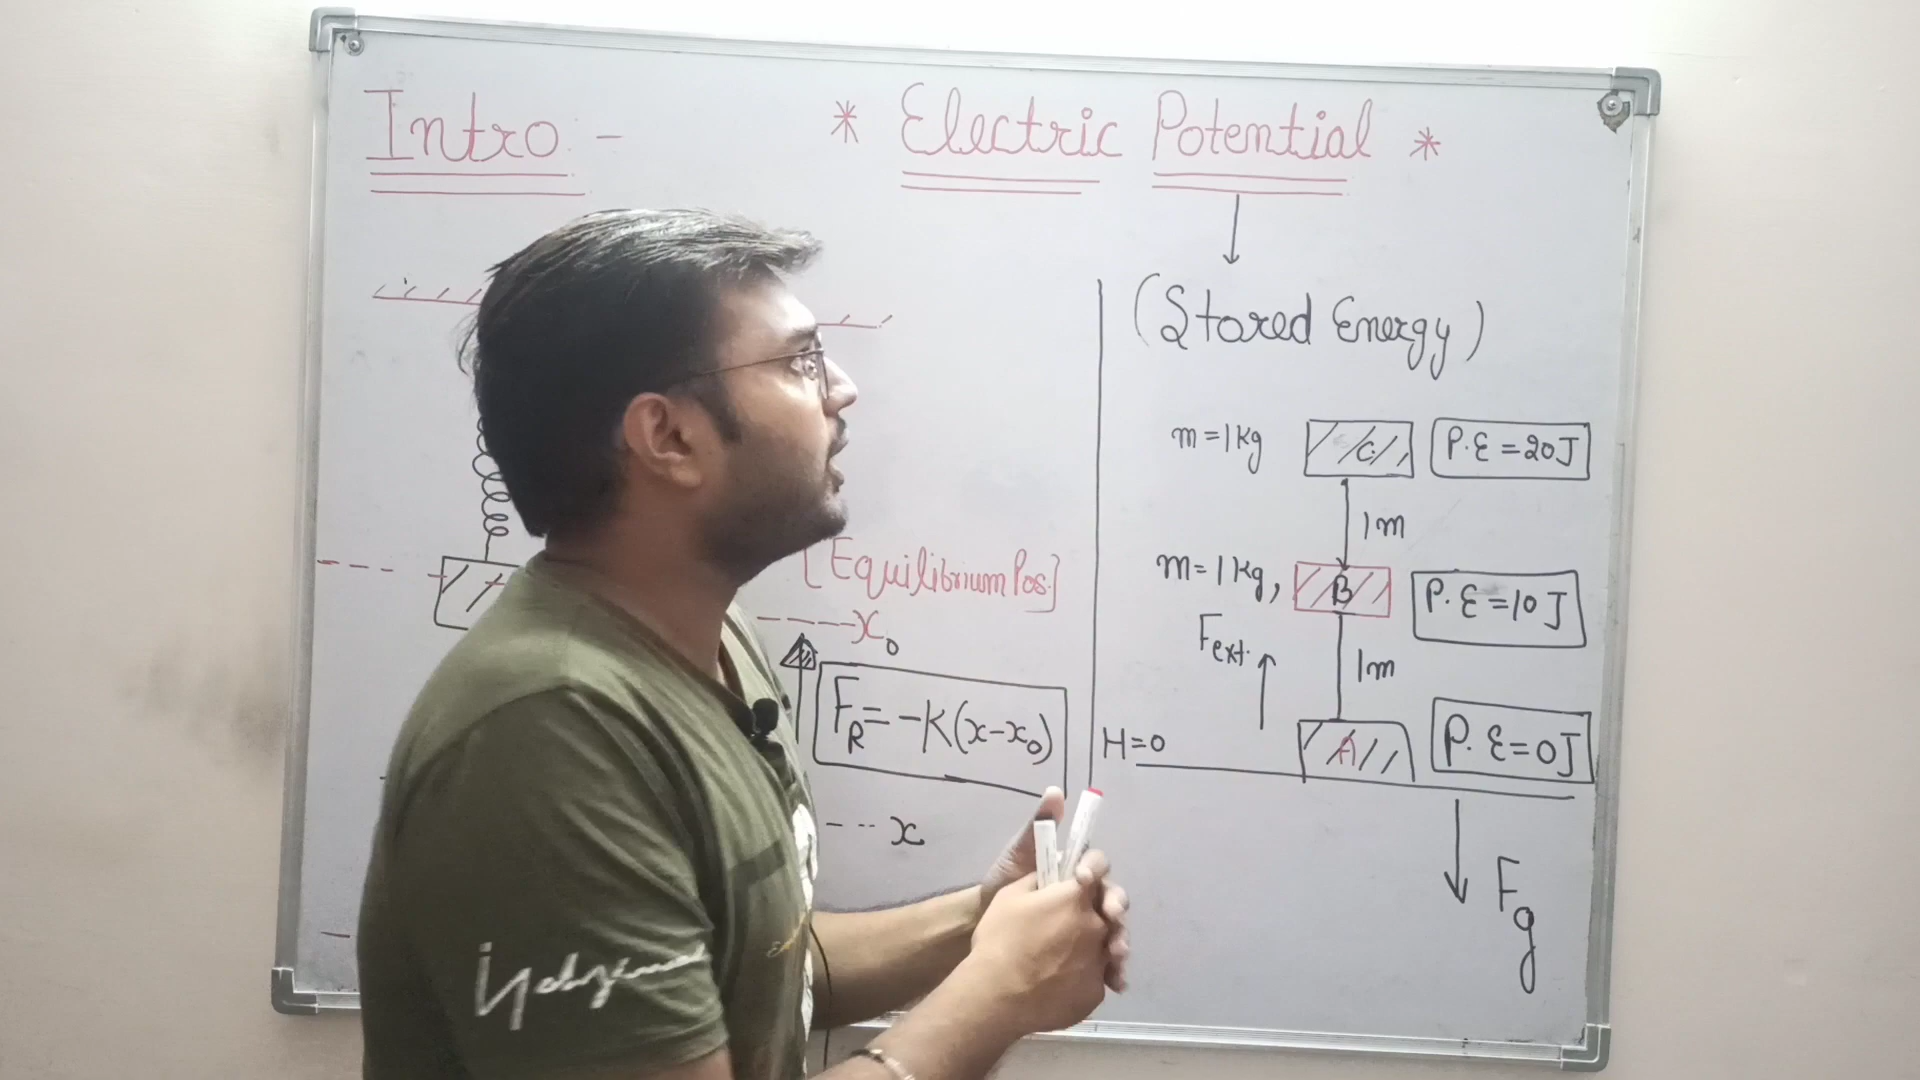 Intro -
* Electric Potential *
(Stored Energy)
m=1kg
C
P.E=20J
1m
[Equilibrium Pos.]
m=1kg,
B
P.E=10J
x₀
Fext.
1m
F_R=-K(x-x₀)
H=0
A
P.E=0J
x
Fg